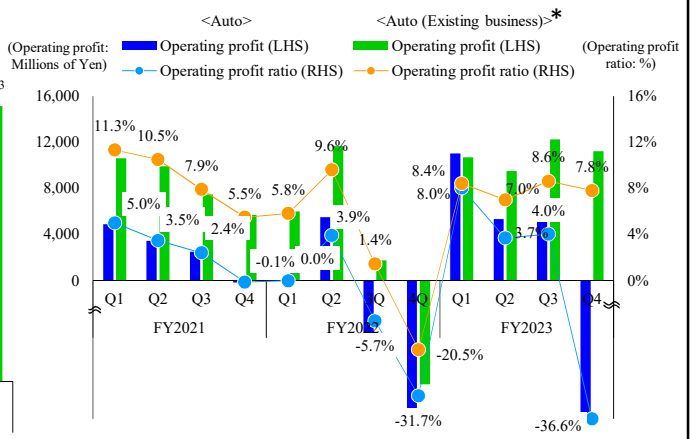 <Auto>
<Auto (Existing business)>*
(Operating profit:
Millions of Yen)
Operating profit (LHS)
Operating profit (LHS)
(Operating profit
ratio: %)
Operating profit ratio (RHS)
Operating profit ratio (RHS)
3
16,000
16%
11.3%
10.5%
7.9%
5.5%
5.8%
9.6%
1.4%
8.4%
8.0%
7.0%
8.6%
7.8%
12,000
12%
8,000
8%
5.0%
3.5%
2.4%
-0.1%
0.0%
3.9%
3.7%
4.0%
4,000
4%
0
0%
Q1
Q2
Q3
Q4
Q1
Q2
3Q
4Q
Q1
Q2
Q3
Q4
FY2021
FY2022
FY2023
-5.7%
-20.5%
-31.7%
-36.6%